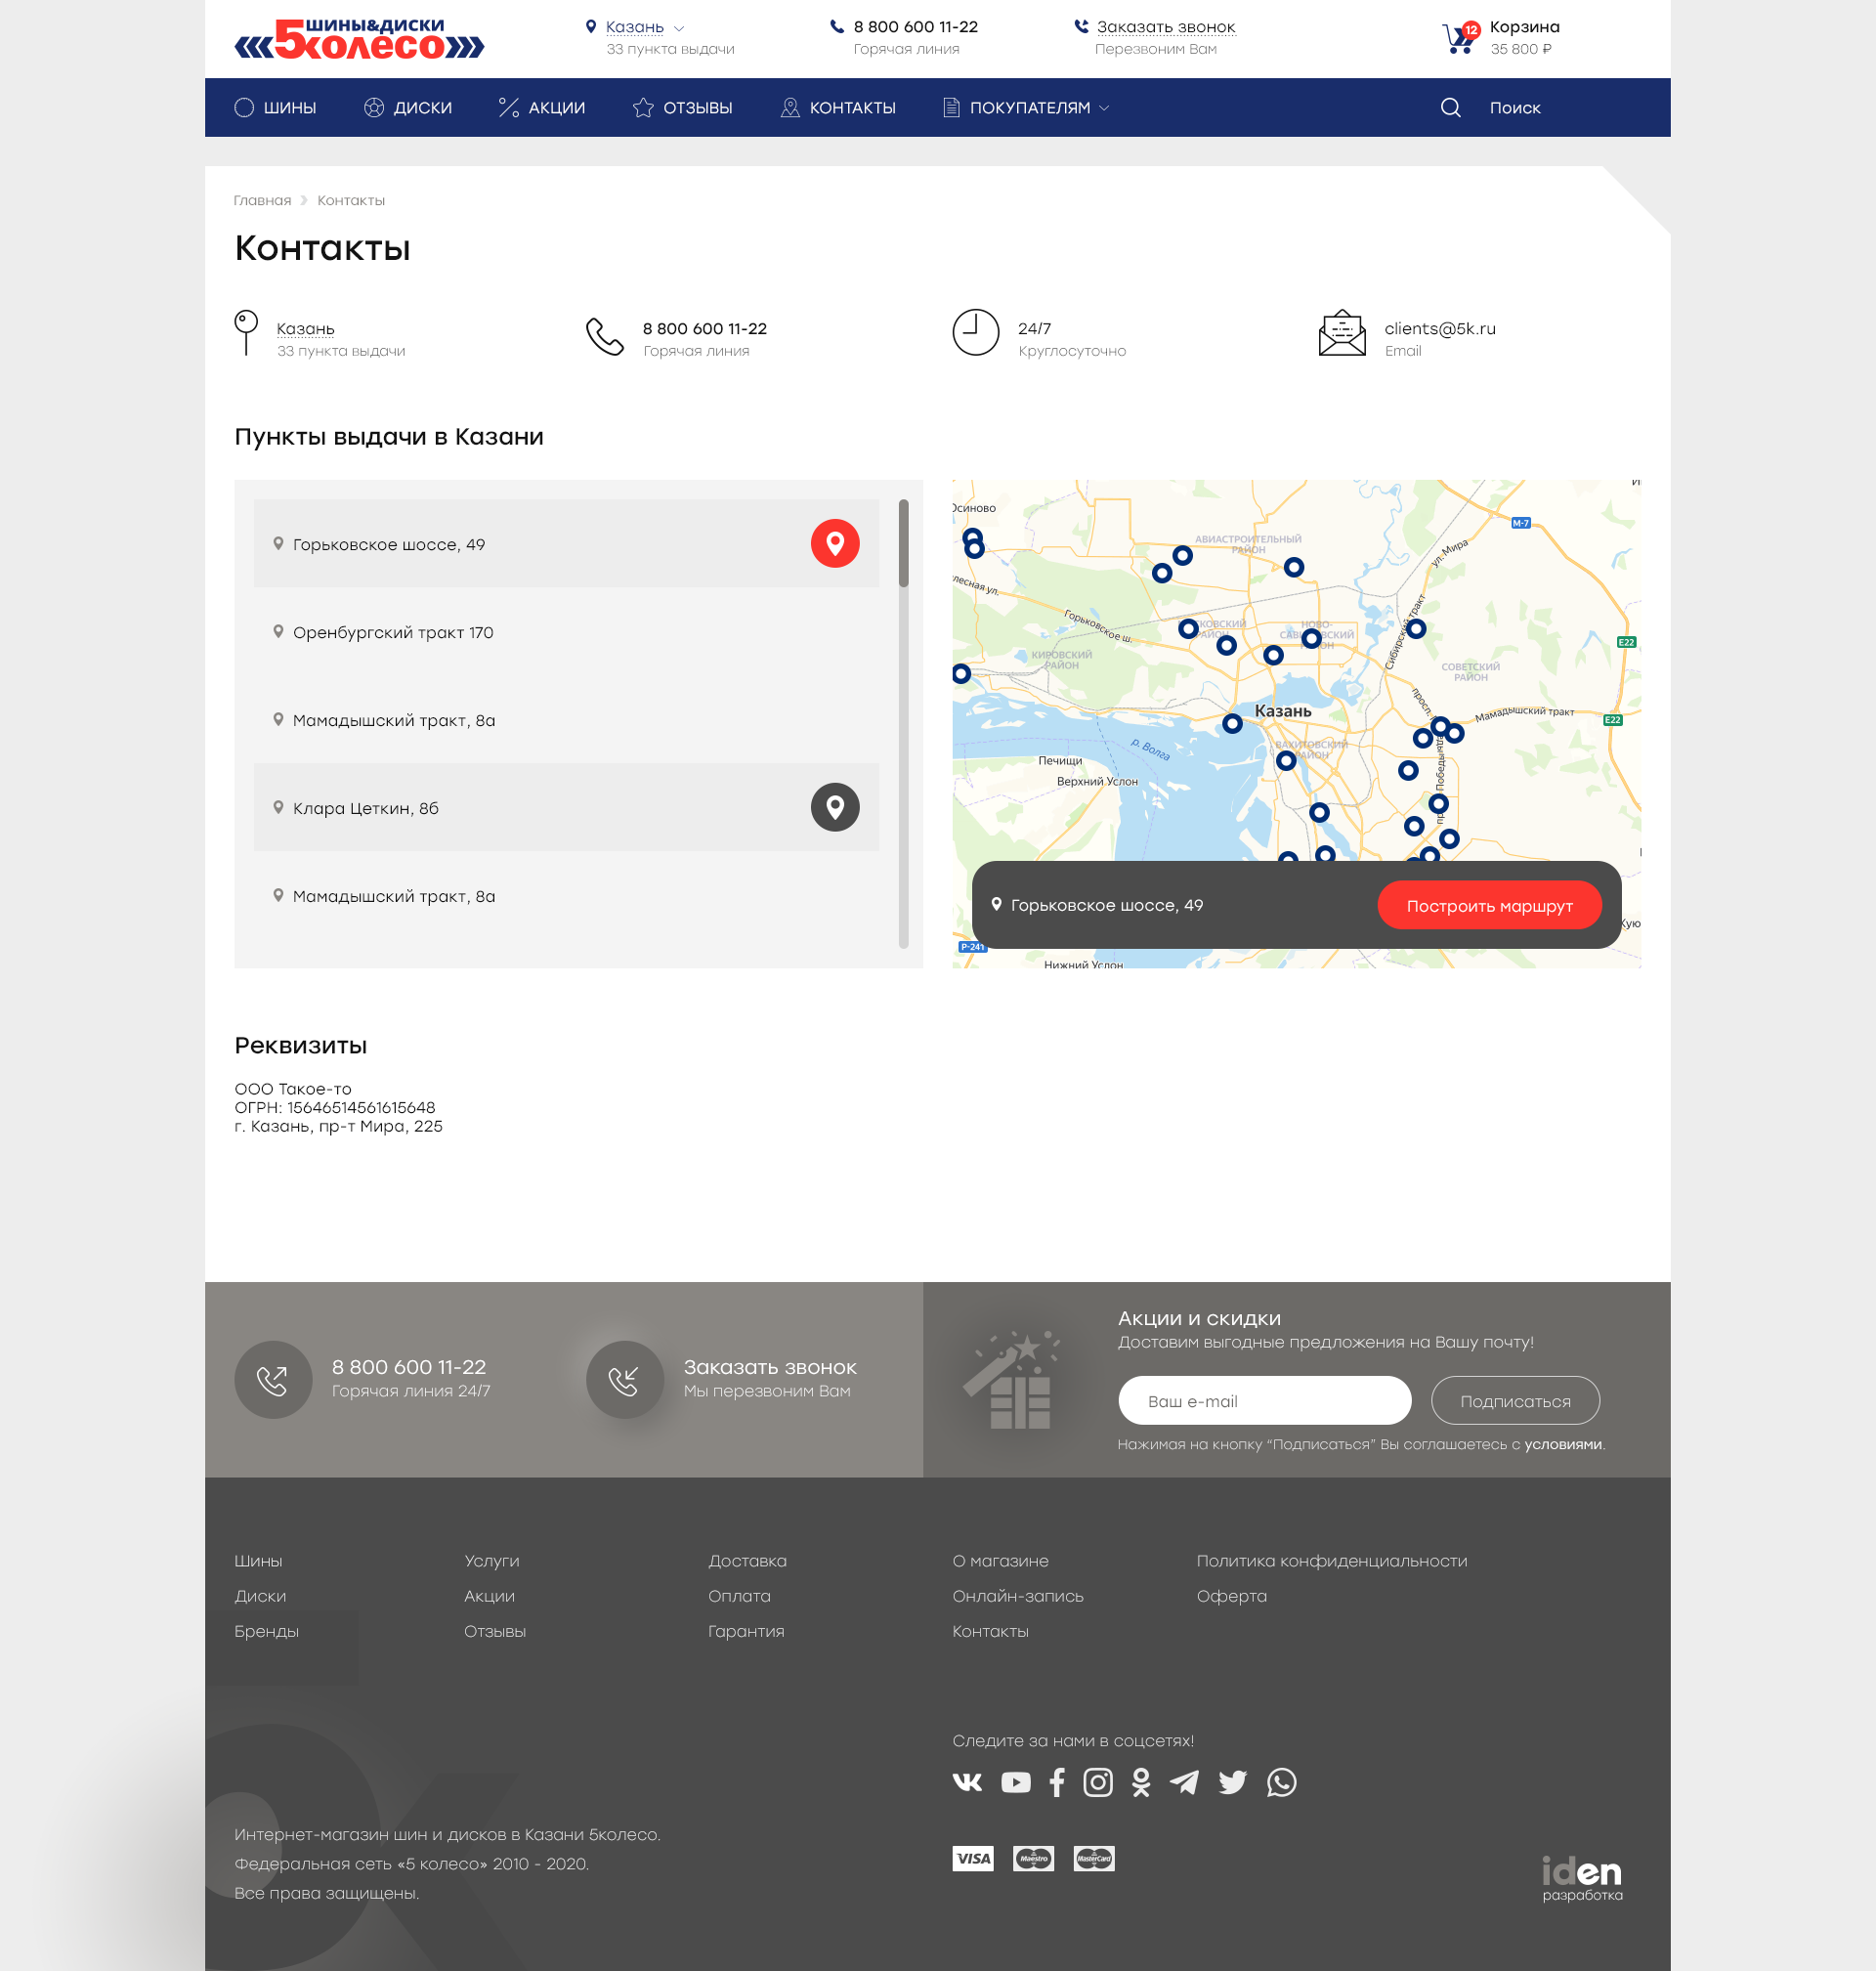 ШИНЫ&ДИСКИ
5колесо
Казань
33 пункта выдачи
8 800 600 11-22
Горячая линия
Заказать звонок
Перезвоним Вам
12
Корзина
35 800 ₽
ШИНЫ
ДИСКИ
АКЦИИ
ОТЗЫВЫ
КОНТАКТЫ
ПОКУПАТЕЛЯМ
Поиск
Главная
Контакты
Контакты
Казань
33 пункта выдачи
8 800 600 11-22
Горячая линия
24/7
Круглосуточно
clients@5k.ru
Email
Пункты выдачи в Казани
Горьковское шоссе, 49
Оренбургский тракт 170
Мамадышский тракт, 8а
Клара Цеткин, 8б
Мамадышский тракт, 8а
Осиново
М-7
АВИАСТРОИТЕЛЬНЫЙ
РАЙОН
ул. Мира
Горьковское ш.
Сибирский тракт
КИРОВСКИЙ
РАЙОН
СОВЕТСКИЙ
РАЙОН
E22
Казань
Мамадышский тракт
E22
р. Волга
ВАХИТОВСКИЙ
РАЙОН
Печищи
Верхний Услон
Горьковское шоссе, 49
Построить маршрут
Р-241
Нижний Услон
Реквизиты
ООО Такое-то
ОГРН: 15646514561615648
г. Казань, пр-т Мира, 225
8 800 600 11-22
Горячая линия 24/7
Заказать звонок
Мы перезвоним Вам
Акции и скидки
Доставим выгодные предложения на Вашу почту!
Ваш e-mail
Подписаться
Нажимая на кнопку “Подписаться” Вы соглашаетесь с условиями.
Шины
Услуги
Доставка
О магазине
Политика конфиденциальности
Диски
Акции
Оплата
Онлайн-запись
Оферта
Бренды
Отзывы
Гарантия
Контакты
Следите за нами в соцсетях!
Интернет-магазин шин и дисков в Казани 5колесо.
Федеральная сеть «5 колесо» 2010 - 2020.
Все права защищены.
VISA
Maestro
MasterCard
iden
разработка